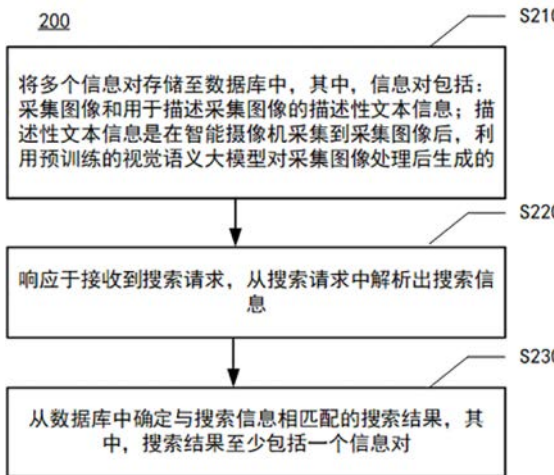 200
S210
将多个信息对存储至数据库中，其中，信息对包括：
采集图像和用于描述采集图像的描述性文本信息；描
述性文本信息是在智能摄像机采集到采集图像后，利
用预训练的视觉语义大模型对采集图像处理后生成的
S220
响应于接收到搜索请求，从搜索请求中解析出搜索信
息
S230
从数据库中确定与搜索信息相匹配的搜索结果，其
中，搜索结果至少包括一个信息对